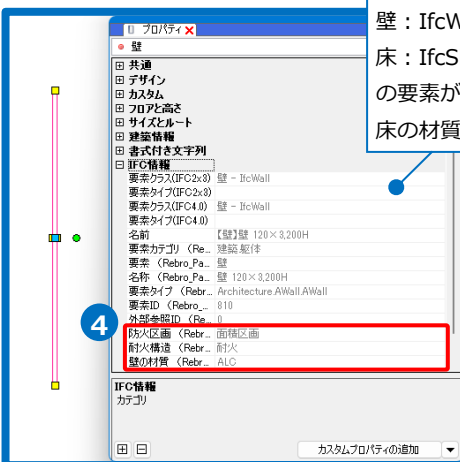 プロパティ
壁
共通
デザイン
カスタム
フロアと高さ
サイズとルート
建築情報
書式付き文字列
IFC情報
要素クラス(IFC2x3) 壁 - IfcWall
要素タイプ(IFC2x3)
要素クラス(IFC4.0) 壁 - IfcWall
要素タイプ(IFC4.0)
名前 【壁】壁 120×3,200H
要素カテゴリ (Re... 建築躯体
要素 (Rebro_Pa... 壁
名称 (Rebro_Pa... 壁 120×3,200H
要素タイプ (Rebr... Architecture.AWall.AWall
要素ID (Rebro_... 810
外部参照ID (Re... 0
防火区画 (Rebr... 面積区画
耐火構造 (Rebr... 耐火
壁の材質 (Rebr... ALC
IFC情報
カテゴリ
カスタムプロパティの追加
4
壁：IfcW
床：IfcS
の要素が
床の材質